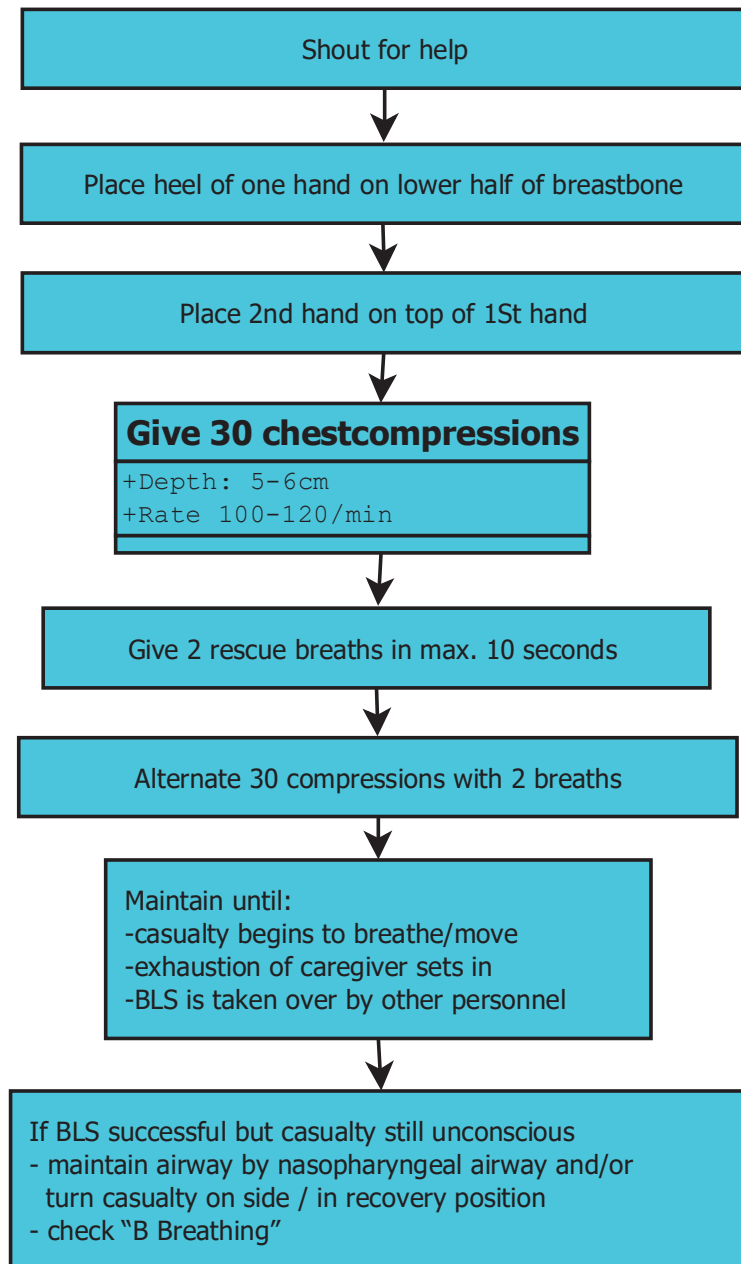 Shout for help
Place heel of one hand on lower half of breastbone
Place 2nd hand on top of 1St hand
Give 30 chestcompressions
+Depth: 5-6cm
+Rate 100-120/min
Give 2 rescue breaths in max. 10 seconds
Alternate 30 compressions with 2 breaths
Maintain until:
-casualty begins to breathe/move
-exhaustion of caregiver sets in
-BLS is taken over by other personnel
If BLS successful but casualty still unconscious
- maintain airway by nasopharyngeal airway and/or
turn casualty on side / in recovery position
- check “B Breathing”